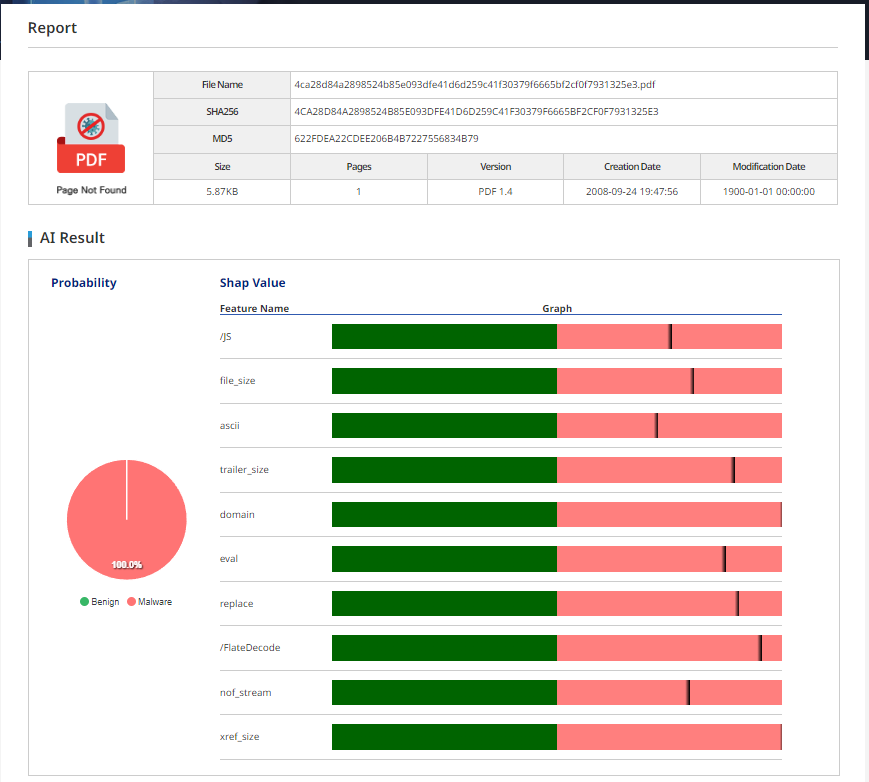 Report
File Name 4ca28d84a2898524b85e093dfe41d6d259c41f30379f6665bf2cf0f7931325e3.pdf
SHA256 4CA28D84A2898524B85E093DFE41D6D259C41F30379F6665BF2CF0F7931325E3
MD5 622FDEA22CDEE206B4B7227556834B79
Size Pages Version Creation Date Modification Date
5.87KB 1 PDF 1.4 2008-09-24 19:47:56 1900-01-01 00:00:00
PDF
Page Not Found
AI Result
Probability
100.0%
Benign Malware
Shap Value
Feature Name Graph
/JS
file_size
ascii
trailer_size
domain
eval
replace
/FlateDecode
nof_stream
xref_size